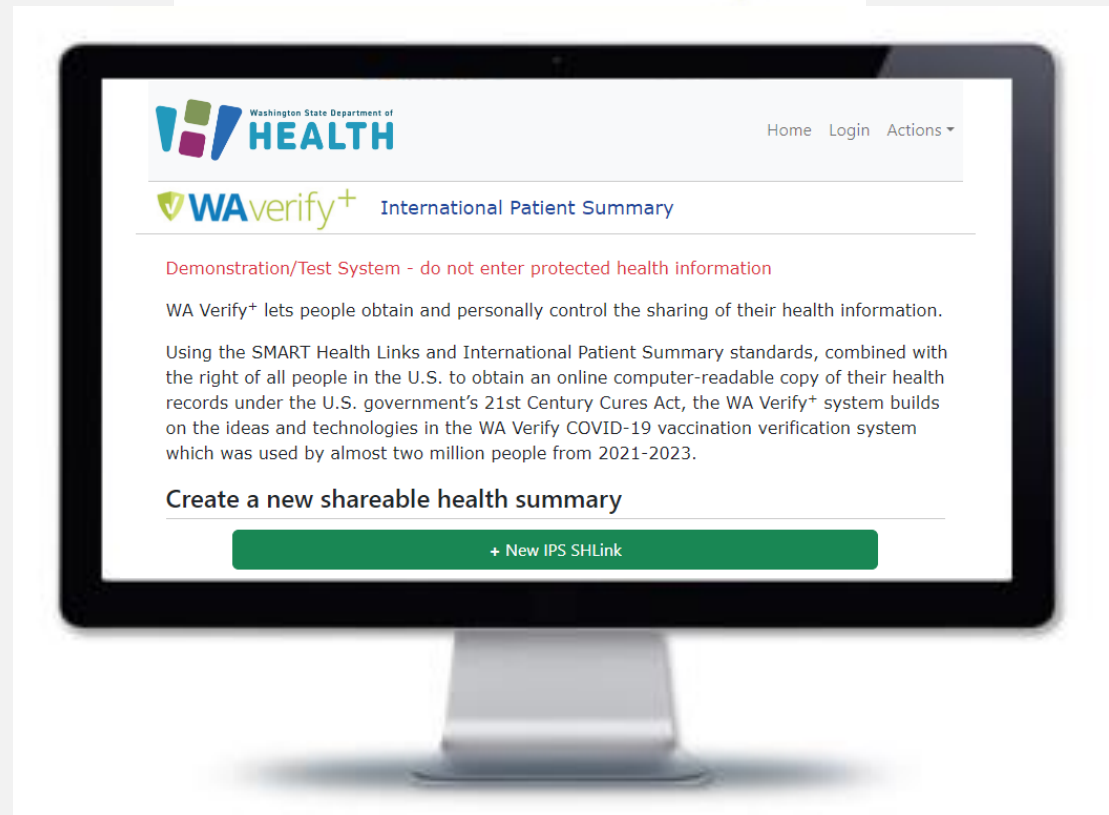 Washington State Department of
HEALTH
Home Login Actions
WAverify+ International Patient Summary
Demonstration/Test System - do not enter protected health information
WA Verify+ lets people obtain and personally control the sharing of their health information.
Using the SMART Health Links and International Patient Summary standards, combined with
the right of all people in the U.S. to obtain an online computer-readable copy of their health
records under the U.S. government’s 21st Century Cures Act, the WA Verify+ system builds
on the ideas and technologies in the WA Verify COVID-19 vaccination verification system
which was used by almost two million people from 2021-2023.
Create a new shareable health summary
+ New IPS SHLink